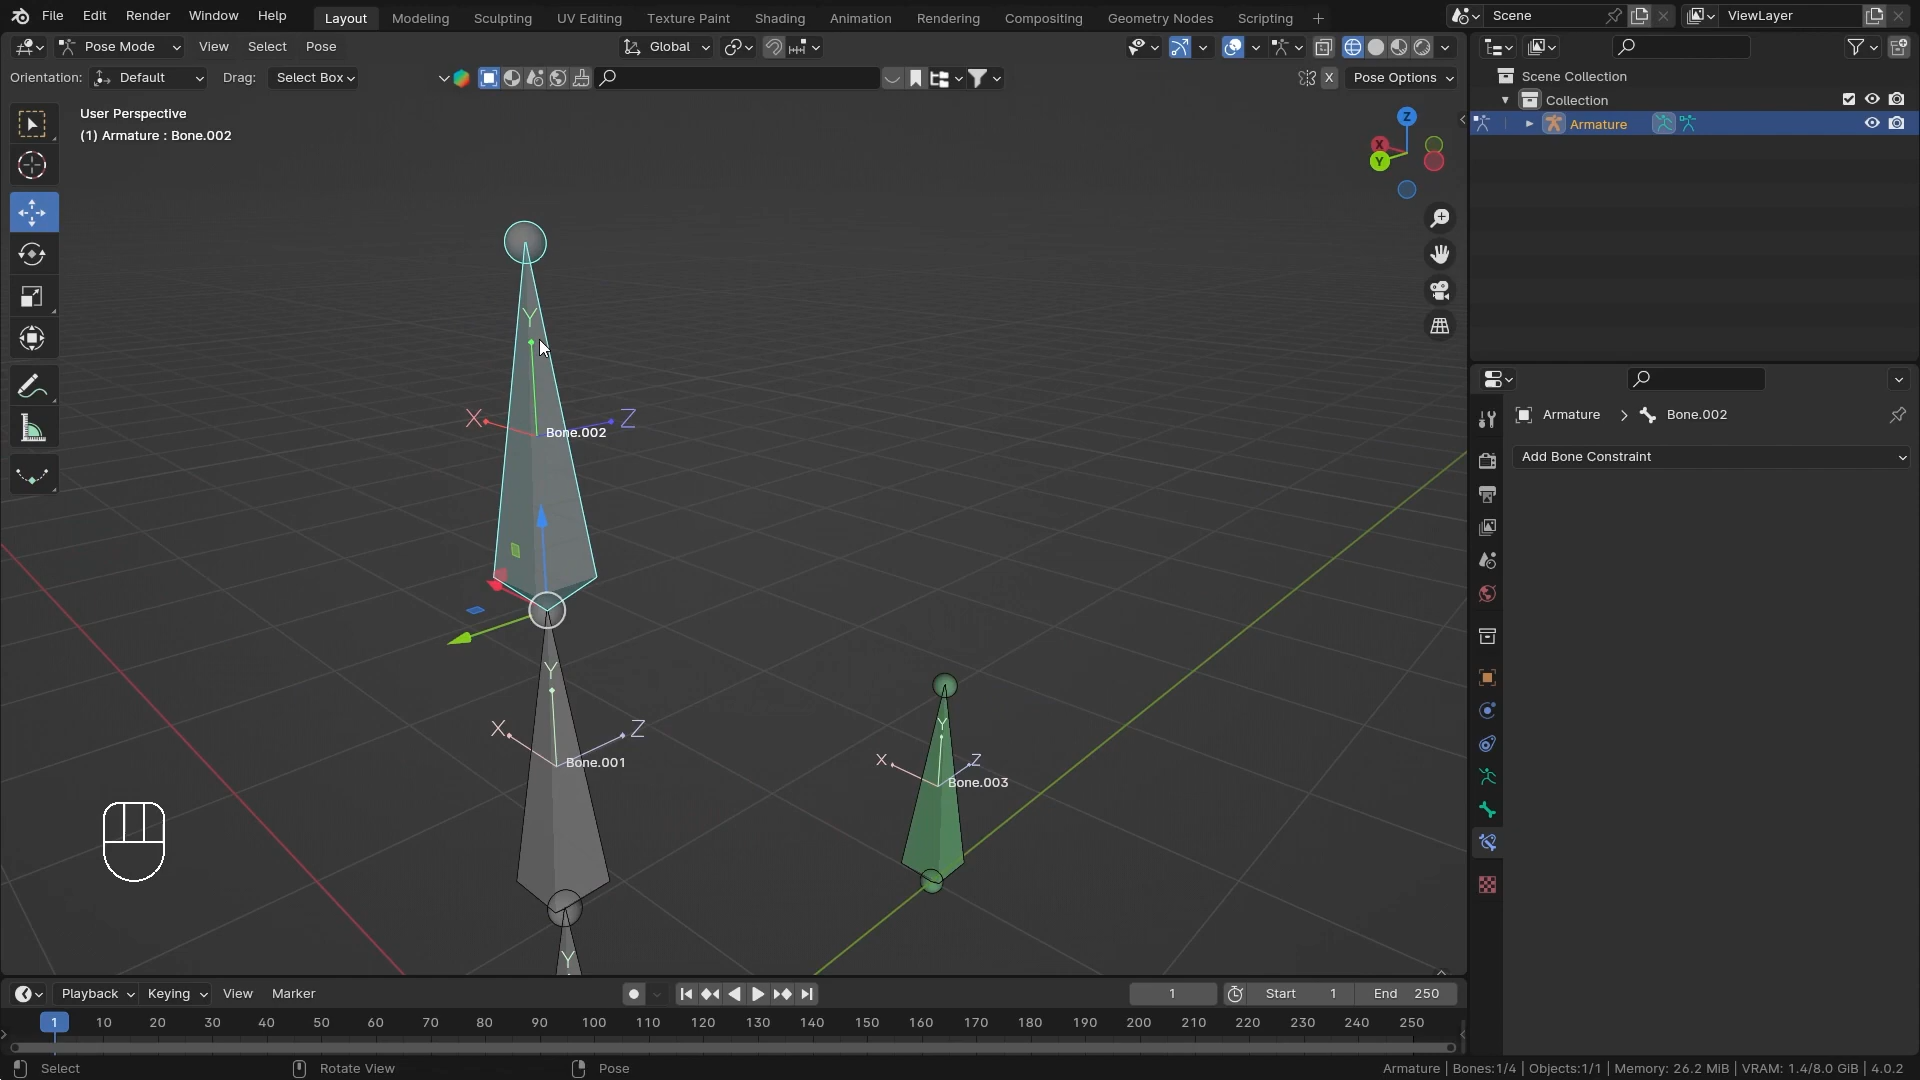 File Edit Render Window Help Layout Modeling Sculpting UV Editing Texture Paint Shading Animation Rendering Compositing Geometry Nodes Scripting + Scene ViewLayer
Pose Mode View Select Pose Global
Orientation: Default Drag: Select Box X Pose Options
User Perspective
(1) Armature : Bone.002
Scene Collection
Collection
Armature
Z
X
Y
Armature Bone.002
Add Bone Constraint
Y
X Z
Bone.002
Y
X Z
Bone.001
Y
X Z
Bone.003
Y
Playback Keying View Marker 1 Start 1 End 250
1 10 20 30 40 50 60 70 80 90 100 110 120 130 140 150 160 170 180 190 200 210 220 230 240 250
Select Rotate View Pose Armature | Bones:1/4 | Objects:1/1 | Memory: 26.2 MiB | VRAM: 1.4/8.0 GiB | 4.0.2